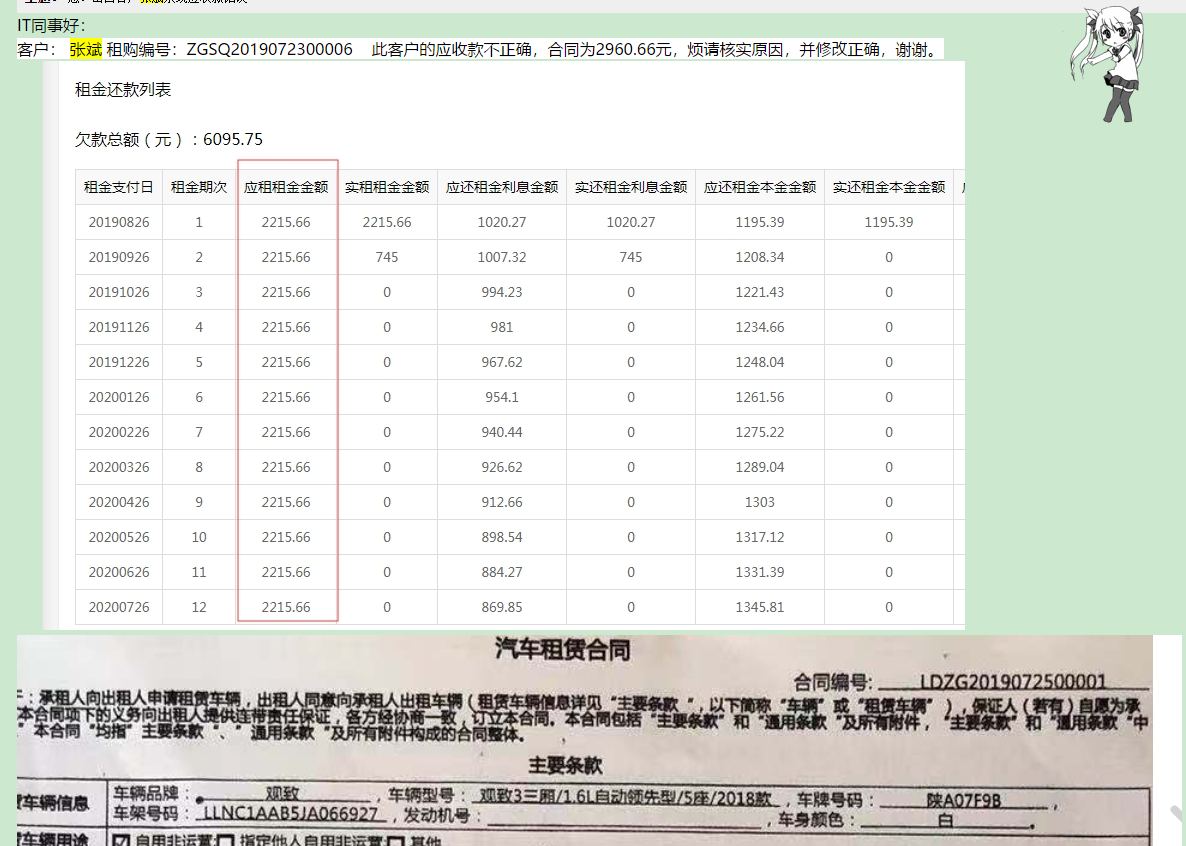 IT同事好：
客户： 张斌 租购编号：ZGSQ2019072300006 此客户的应收款不正确，合同为2960.66元，烦请核实原因，并修改正确，谢谢。
租金还款列表
欠款总额（元）：6095.75
租金支付日 租金期次 应租租金金额 实租租金金额 应还租金利息金额 实还租金利息金额 应还租金本金金额 实还租金本金金额
20190826 1 2215.66 2215.66 1020.27 1020.27 1195.39 1195.39
20190926 2 2215.66 745 1007.32 745 1208.34 0
20191026 3 2215.66 0 994.23 0 1221.43 0
20191126 4 2215.66 0 981 0 1234.66 0
20191226 5 2215.66 0 967.62 0 1248.04 0
20200126 6 2215.66 0 954.1 0 1261.56 0
20200226 7 2215.66 0 940.44 0 1275.22 0
20200326 8 2215.66 0 926.62 0 1289.04 0
20200426 9 2215.66 0 912.66 0 1303 0
20200526 10 2215.66 0 898.54 0 1317.12 0
20200626 11 2215.66 0 884.27 0 1331.39 0
20200726 12 2215.66 0 869.85 0 1345.81 0
汽车租赁合同
合同编号：LDZG2019072500001
：承租人向出租人申请租赁车辆，出租人同意向承租人出租车辆（租赁车辆信息详见“主要条款”，以下简称“车辆”或“租赁车辆”），保证人（若有）自愿为承
本合同项下的义务向出租人提供连带责任保证，各方经协商一致，订立本合同。本合同包括“主要条款”和“通用条款”及所有附件，“主要条款”和“通用条款”中
“本合同”均指“主要条款”、“通用条款”及所有附件构成的合同整体。
主要条款
车辆信息 车辆品牌：观致，车辆型号：观致3三厢/1.6L自动领先型/5座/2018款，车牌号码：陕A07F9B，
车架号码：LLNC1AAB5JA066927，发动机号：，车身颜色：白。
车辆用途 ☑自用非运营□指定他人自用非运营□其他